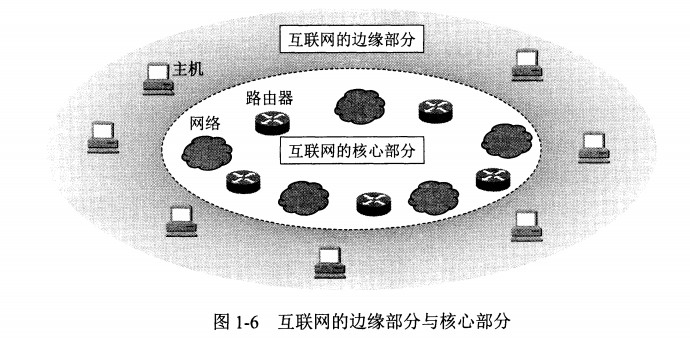 互联网的边缘部分
主机
路由器
网络
互联网的核心部分
图 1-6 互联网的边缘部分与核心部分